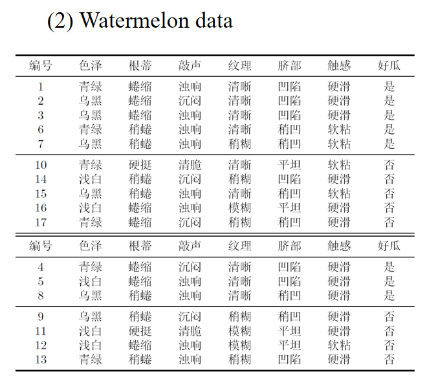 (2) Watermelon data
编号 色泽 根蒂 敲声 纹理 脐部 触感 好瓜
1 青绿 蜷缩 浊响 清晰 凹陷 硬滑 是
2 乌黑 蜷缩 沉闷 清晰 凹陷 硬滑 是
3 乌黑 蜷缩 浊响 清晰 凹陷 硬滑 是
6 青绿 稍蜷 浊响 清晰 稍凹 软粘 是
7 乌黑 稍蜷 浊响 稍糊 稍凹 软粘 是
10 青绿 硬挺 清脆 清晰 平坦 软粘 否
14 浅白 稍蜷 沉闷 稍糊 凹陷 硬滑 否
15 乌黑 稍蜷 浊响 清晰 稍凹 软粘 否
16 浅白 蜷缩 浊响 模糊 平坦 硬滑 否
17 青绿 蜷缩 沉闷 稍糊 稍凹 硬滑 否
编号 色泽 根蒂 敲声 纹理 脐部 触感 好瓜
4 青绿 蜷缩 沉闷 清晰 凹陷 硬滑 是
5 浅白 蜷缩 浊响 清晰 凹陷 硬滑 是
8 乌黑 稍蜷 浊响 清晰 稍凹 硬滑 是
9 乌黑 稍蜷 沉闷 稍糊 稍凹 硬滑 否
11 浅白 硬挺 清脆 模糊 平坦 硬滑 否
12 浅白 蜷缩 浊响 模糊 平坦 软粘 否
13 青绿 稍蜷 浊响 稍糊 凹陷 硬滑 否